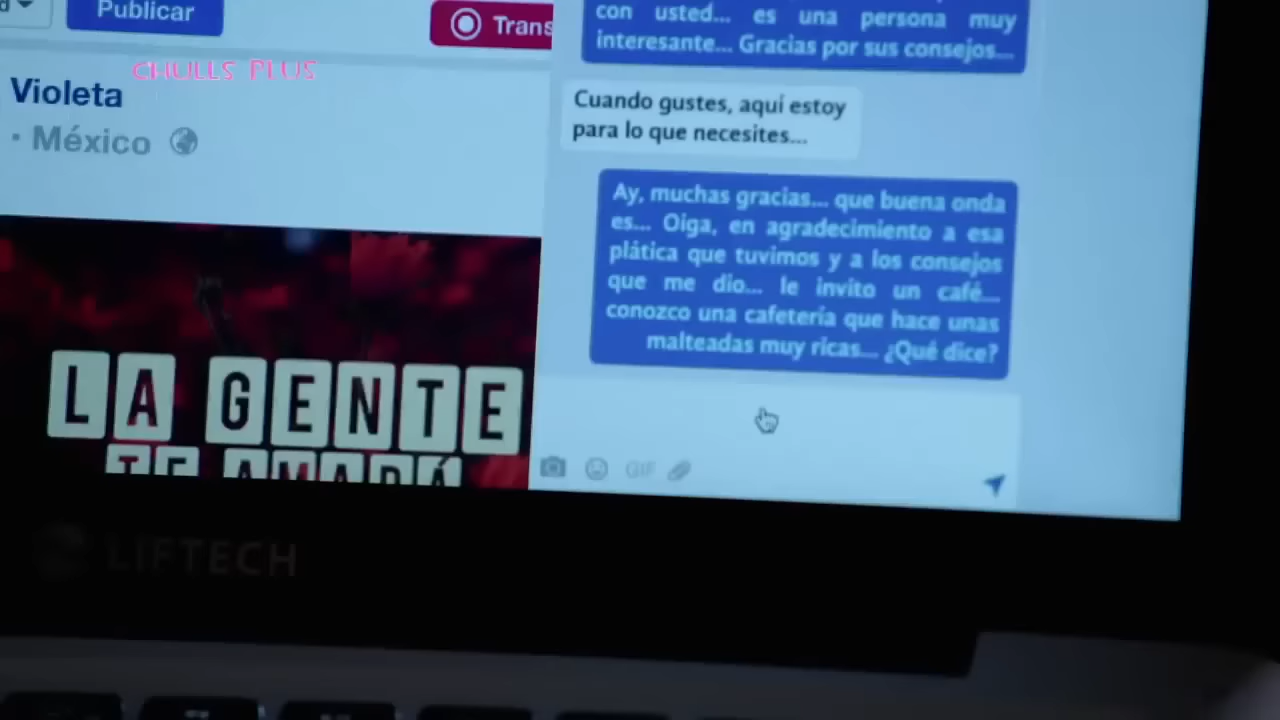 Publicar
Trans
CHULLS PLUS
Violeta
· México
LA GENTE
TE AMARÁ
con usted... es una persona muy
interesante... Gracias por sus consejos...
Cuando gustes, aquí estoy
para lo que necesites...
Ay, muchas gracias... que buena onda
es... Oiga, en agradecimiento a esa
plática que tuvimos y a los consejos
que me dio... le invito un café...
conozco una cafetería que hace unas
malteadas muy ricas... ¿Qué dice?
GIF
LIFTECH